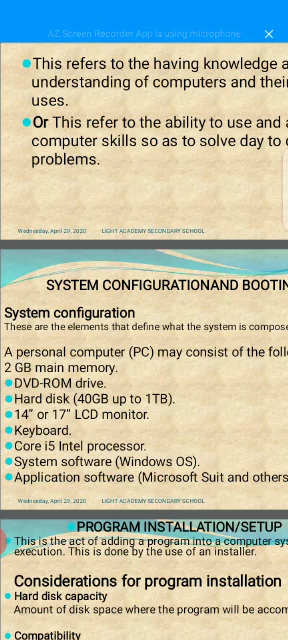 AZ Screen Recorder App is using microphone
This refers to the having knowledge a
understanding of computers and their
uses.
Or This refer to the ability to use and a
computer skills so as to solve day to d
problems.
Wednesday, April 29, 2020 LIGHT ACADEMY SECONDARY SCHOOL
SYSTEM CONFIGURATIONAND BOOTIN
System configuration
These are the elements that define what the system is compose
A personal computer (PC) may consist of the follo
2 GB main memory.
DVD-ROM drive.
Hard disk (40GB up to 1TB).
14” or 17” LCD monitor.
Keyboard.
Core i5 Intel processor.
System software (Windows OS).
Application software (Microsoft Suit and others
Wednesday, April 29, 2020 LIGHT ACADEMY SECONDARY SCHOOL
PROGRAM INSTALLATION/SETUP
This is the act of adding a program into a computer sys
execution. This is done by the use of an installer.
Considerations for program installation
Hard disk capacity
Amount of disk space where the program will be accom
Compatibility